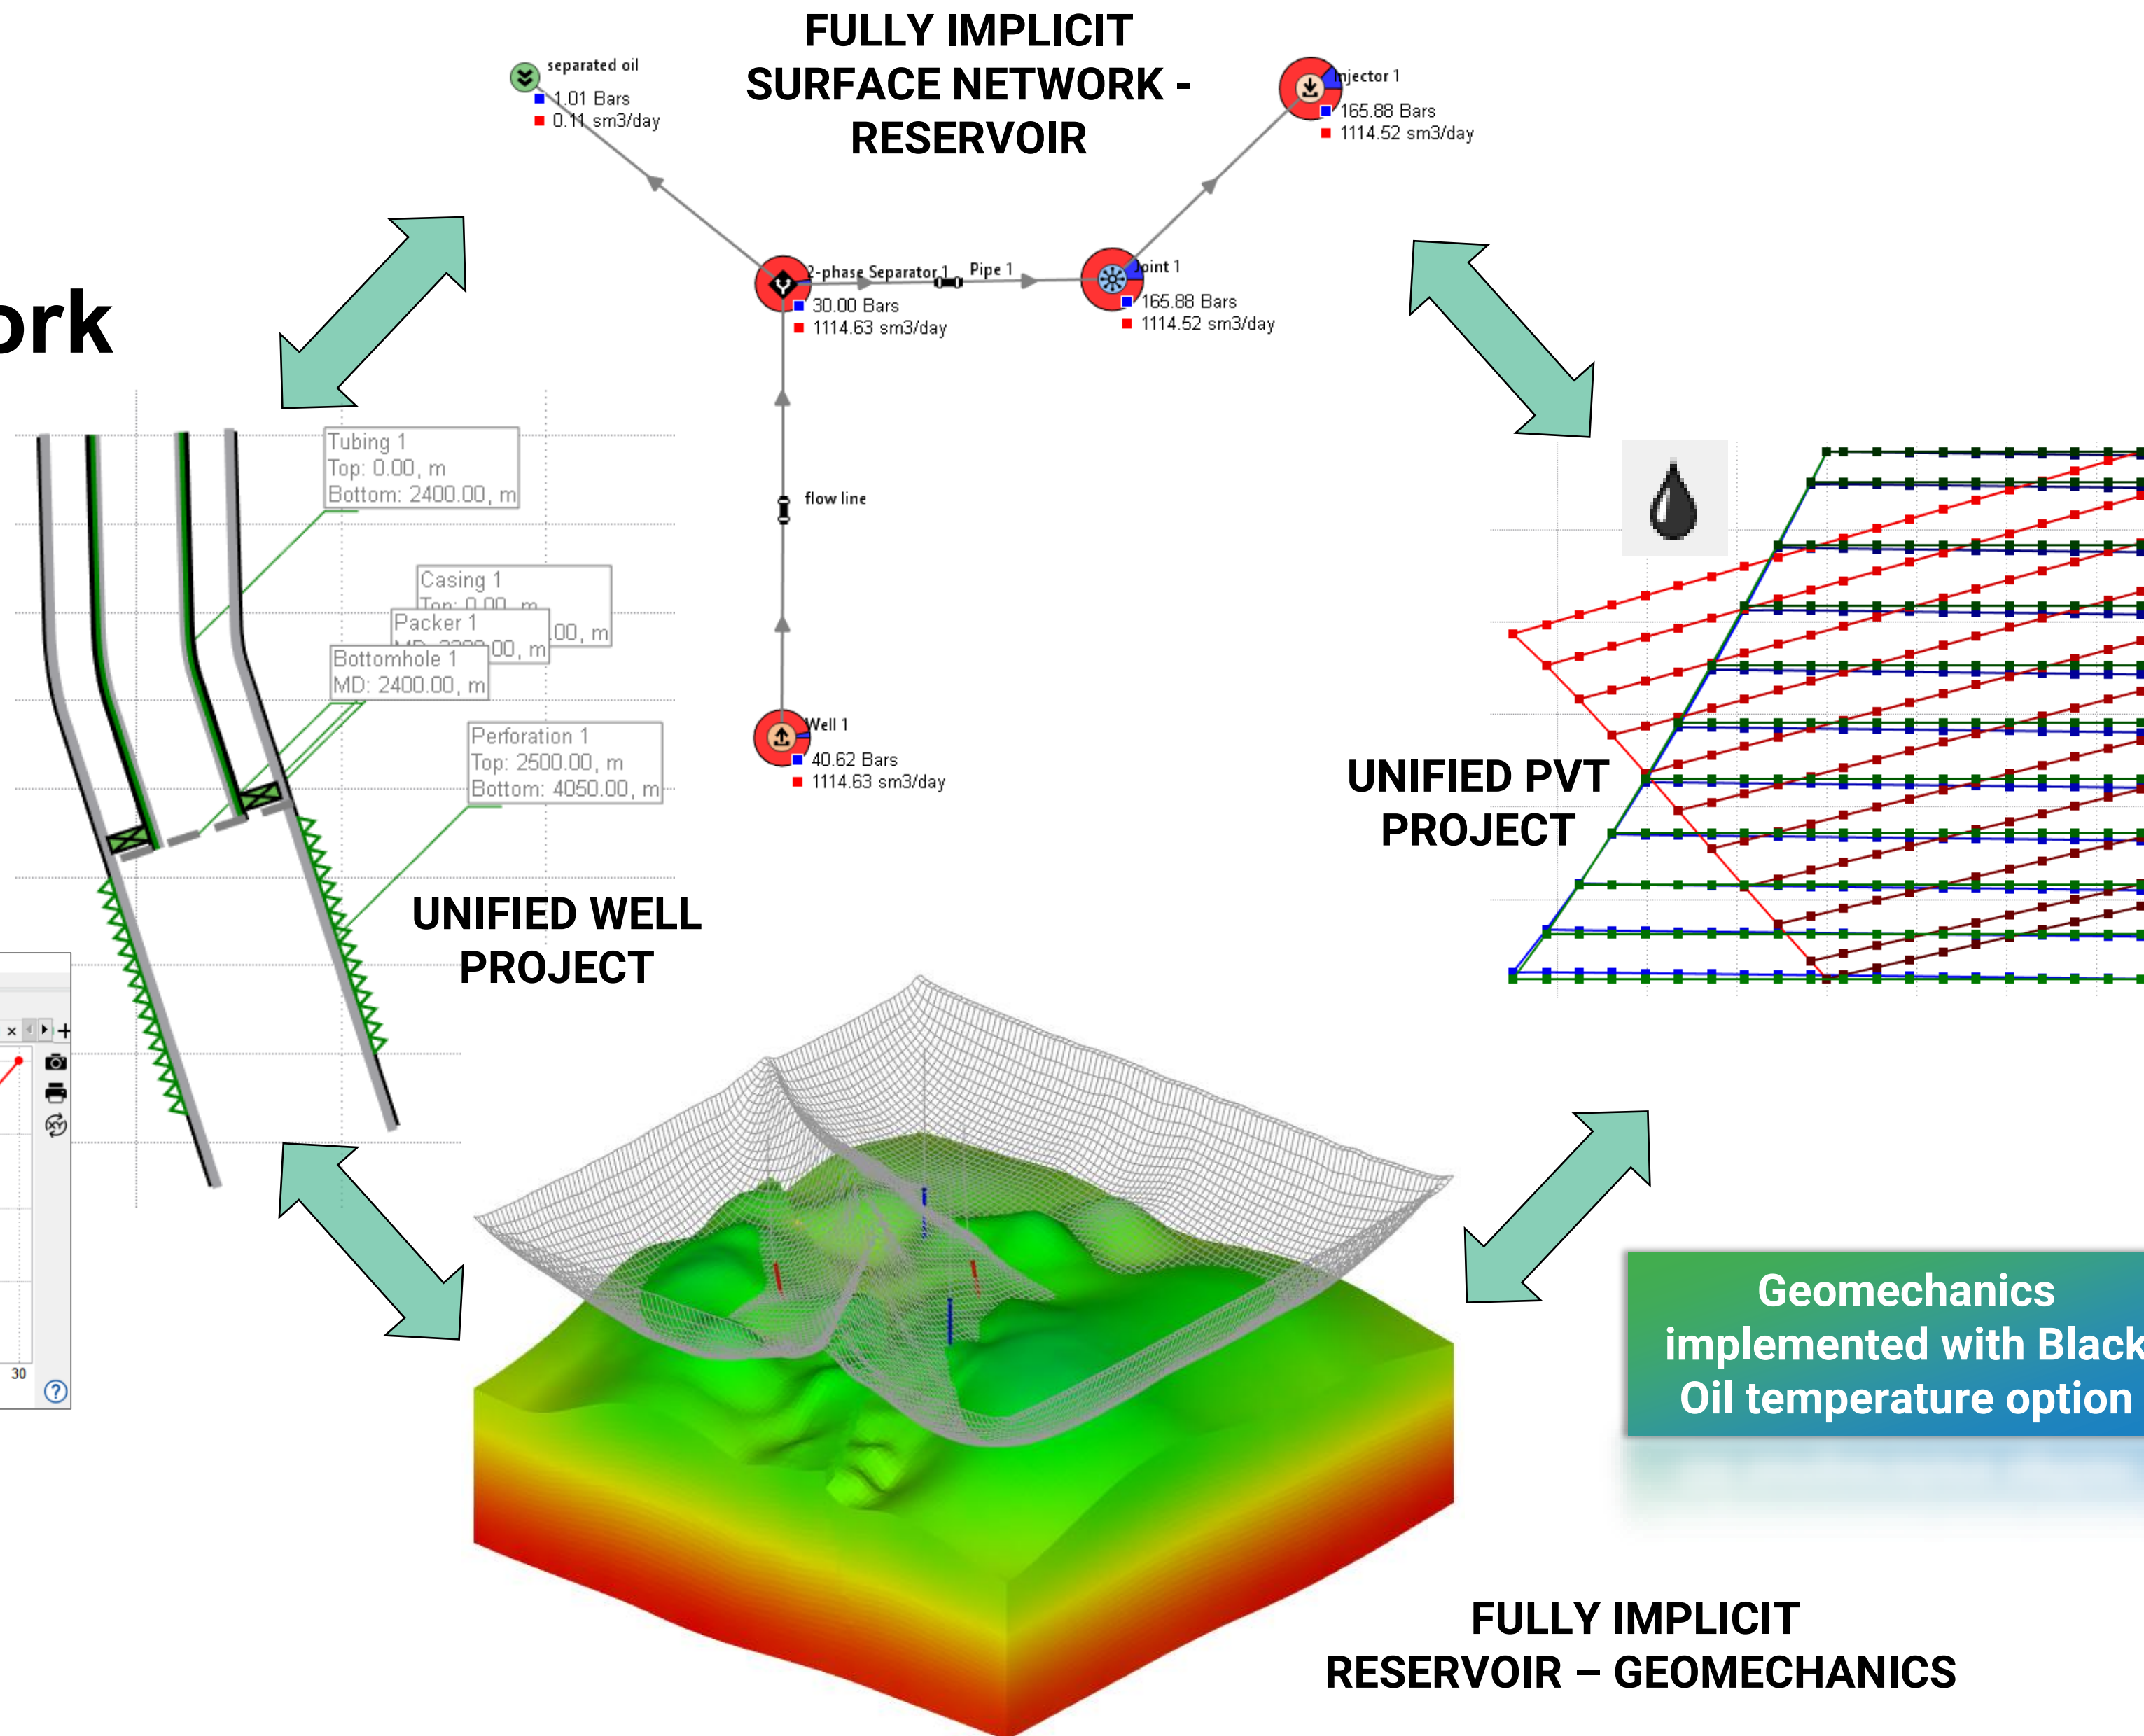 FULLY IMPLICIT
SURFACE NETWORK -
RESERVOIR
separated oil
1.01 Bars
0.11 sm3/day
Injector 1
165.88 Bars
1114.52 sm3/day
2-phase Separator 1
Pipe 1
Joint 1
30.00 Bars
1114.63 sm3/day
165.88 Bars
1114.52 sm3/day
flow line
Well 1
40.62 Bars
1114.63 sm3/day
ork
Tubing 1
Top: 0.00, m
Bottom: 2400.00, m
Casing 1
Top: 0.00, m
.00, m
Packer 1
00, m
Bottomhole 1
MD: 2400.00, m
Perforation 1
Top: 2500.00, m
Bottom: 4050.00, m
UNIFIED WELL
PROJECT
UNIFIED PVT
PROJECT
30
Geomechanics
implemented with Black
Oil temperature option
FULLY IMPLICIT
RESERVOIR – GEOMECHANICS